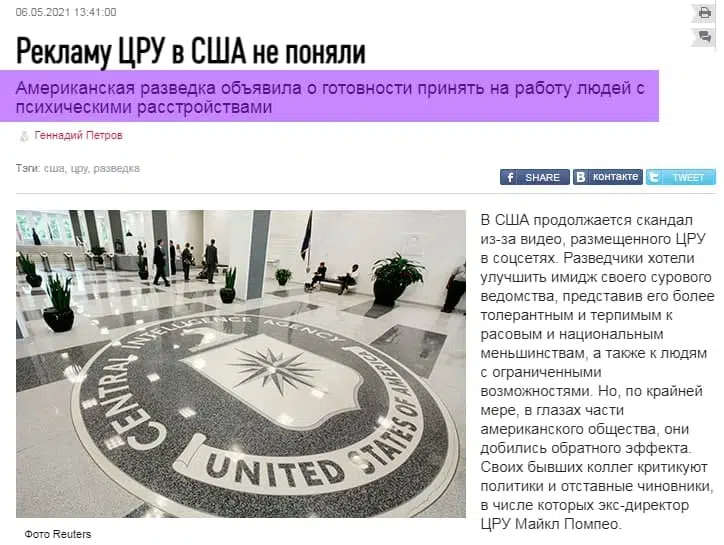 06.05.2021 13:41:00
Рекламу ЦРУ в США не поняли
Американская разведка объявила о готовности принять на работу людей с
психическими расстройствами
Геннадий Петров
Тэги: сша, цру, разведка
f SHARE
B контакте
t TWEET
CENTRAL INTELLIGENCE AGENCY
UNITED STATES OF AMERICA
В США продолжается скандал
из-за видео, размещенного ЦРУ
в соцсетях. Разведчики хотели
улучшить имидж своего сурового
ведомства, представив его более
толерантным и терпимым к
расовым и национальным
меньшинствам, а также к людям
с ограниченными
возможностями. Но, по крайней
мере, в глазах части
американского общества, они
добились обратного эффекта.
Своих бывших коллег критикуют
политики и отставные чиновники,
в числе которых экс-директор
ЦРУ Майкл Помпео.
Фото Reuters